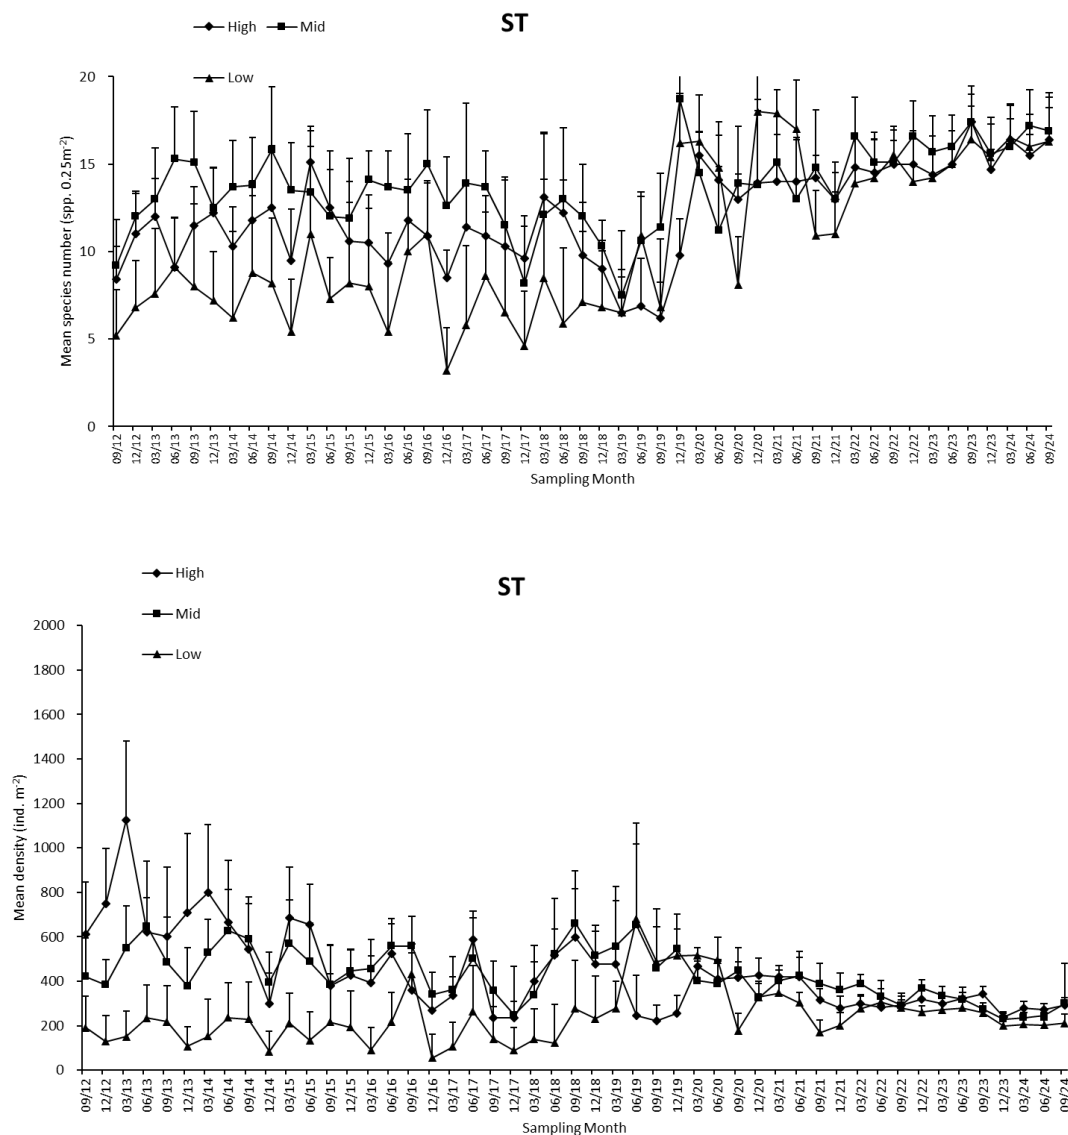 ST
High Mid
Low
20
15
10
5
0
Mean species number (spp. 0.25m-2)
09/12 12/12 03/13 06/13 09/13 12/13 03/14 06/14 09/14 12/14 03/15 06/15 09/15 12/15 03/16 06/16 09/16 12/16 03/17 06/17 09/17 12/17 03/18 06/18 09/18 12/18 03/19 06/19 09/19 12/19 03/20 06/20 09/20 12/20 03/21 06/21 09/21 12/21 03/22 06/22 09/22 12/22 03/23 06/23 09/23 12/23 03/24 06/24 09/24
Sampling Month
ST
High
Mid
Low
2000
1800
1600
1400
1200
1000
800
600
400
200
0
Mean density (ind. m-2)
09/12 12/12 03/13 06/13 09/13 12/13 03/14 06/14 09/14 12/14 03/15 06/15 09/15 12/15 03/16 06/16 09/16 12/16 03/17 06/17 09/17 12/17 03/18 06/18 09/18 12/18 03/19 06/19 09/19 12/19 03/20 06/20 09/20 12/20 03/21 06/21 09/21 12/21 03/22 06/22 09/22 12/22 03/23 06/23 09/23 12/23 03/24 06/24 09/24
Sampling Month